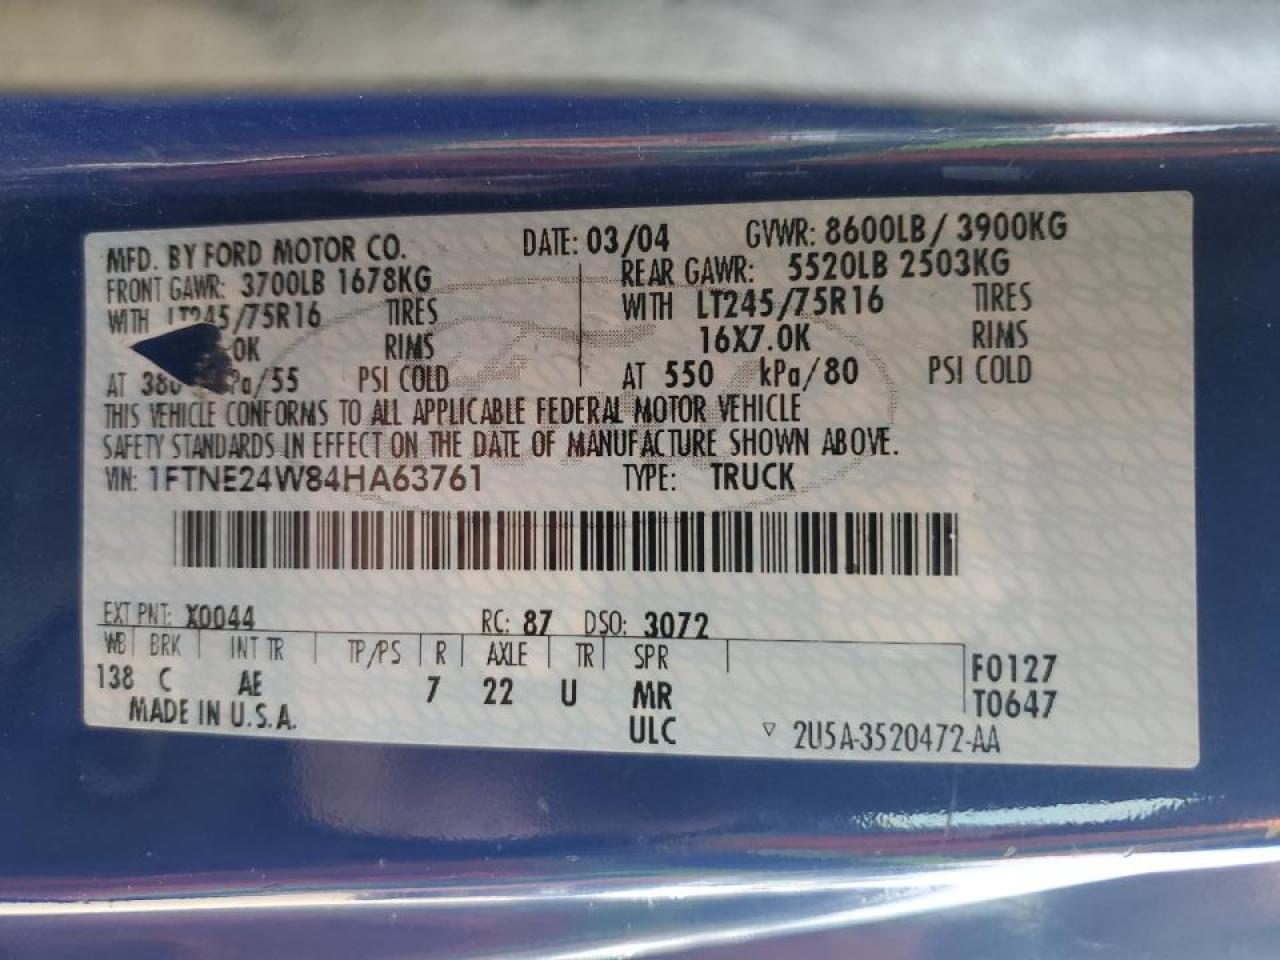 MFD. BY FORD MOTOR CO. DATE: 03/04 GVWR: 8600LB/ 3900KG
FRONT GAWR: 3700LB 1678KG REAR GAWR: 5520LB 2503KG
WITH LT245/75R16 TIRES WITH LT245/75R16 TIRES
0K RIMS 16X7.0K RIMS
AT 380 kPa/55 PSI COLD AT 550 kPa/80 PSI COLD
THIS VEHICLE CONFORMS TO ALL APPLICABLE FEDERAL MOTOR VEHICLE
SAFETY STANDARDS IN EFFECT ON THE DATE OF MANUFACTURE SHOWN ABOVE.
VIN: 1FTNE24W84HA63761 TYPE: TRUCK
EXT PNT: X0044 RC: 87 DSO: 3072
WB BRK INT TR TP/PS R AXLE TR SPR F0127
138 C AE 7 22 U MR T0647
MADE IN U.S.A. ULC ▽ 2U5A-3520472-AA